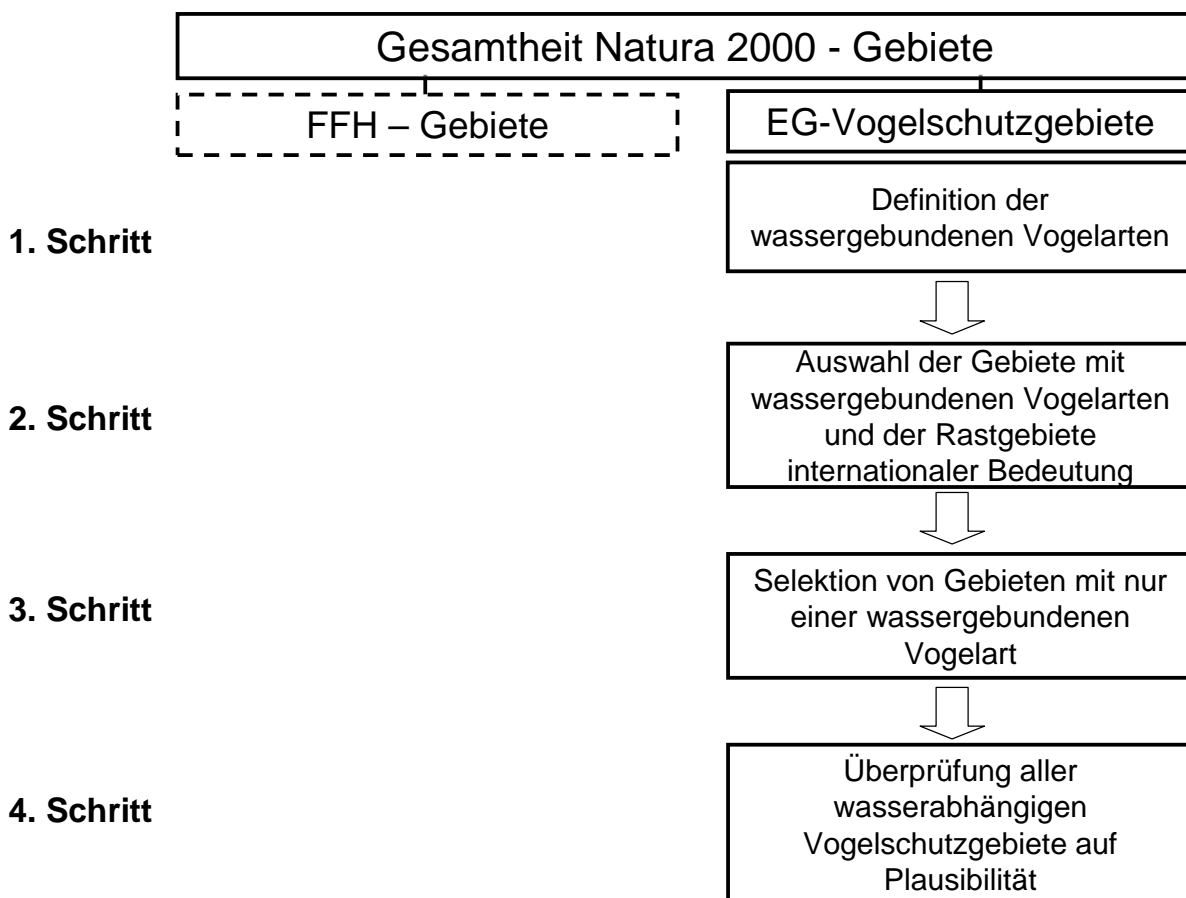 Gesamtheit Natura 2000 - Gebiete
FFH – Gebiete
EG-Vogelschutzgebiete
1. Schritt
Definition der
wassergebundenen Vogelarten
2. Schritt
Auswahl der Gebiete mit
wassergebundenen Vogelarten
und der Rastgebiete
internationaler Bedeutung
3. Schritt
Selektion von Gebieten mit nur
einer wassergebundenen
Vogelart
4. Schritt
Überprüfung aller
wasserabhängigen
Vogelschutzgebiete auf
Plausibilität